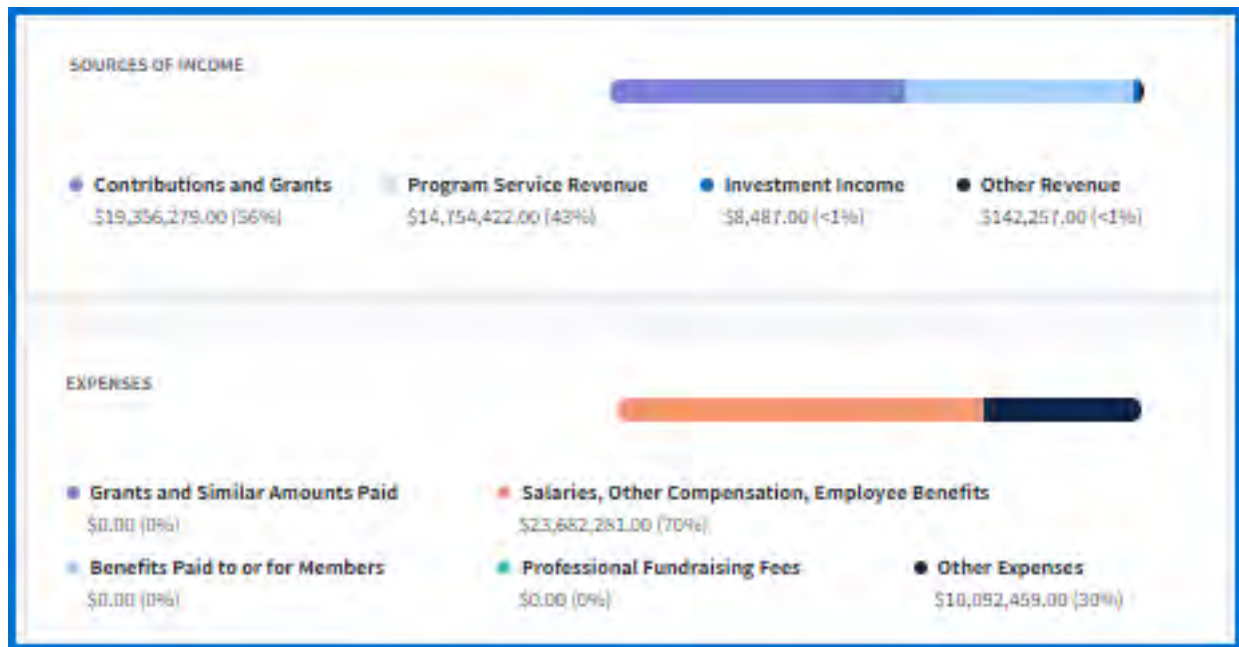 SOURCES OF INCOME
Contributions and Grants Program Service Revenue Investment Income Other Revenue
$19,356,279.00 (56%) $14,754,422.00 (43%) $8,487.00 (<1%) $142,257.00 (<1%)
EXPENSES
Grants and Similar Amounts Paid Salaries, Other Compensation, Employee Benefits
$0.00 (0%) $23,682,281.00 (70%)
Benefits Paid to or for Members Professional Fundraising Fees Other Expenses
$0.00 (0%) $0.00 (0%) $10,092,459.00 (30%)